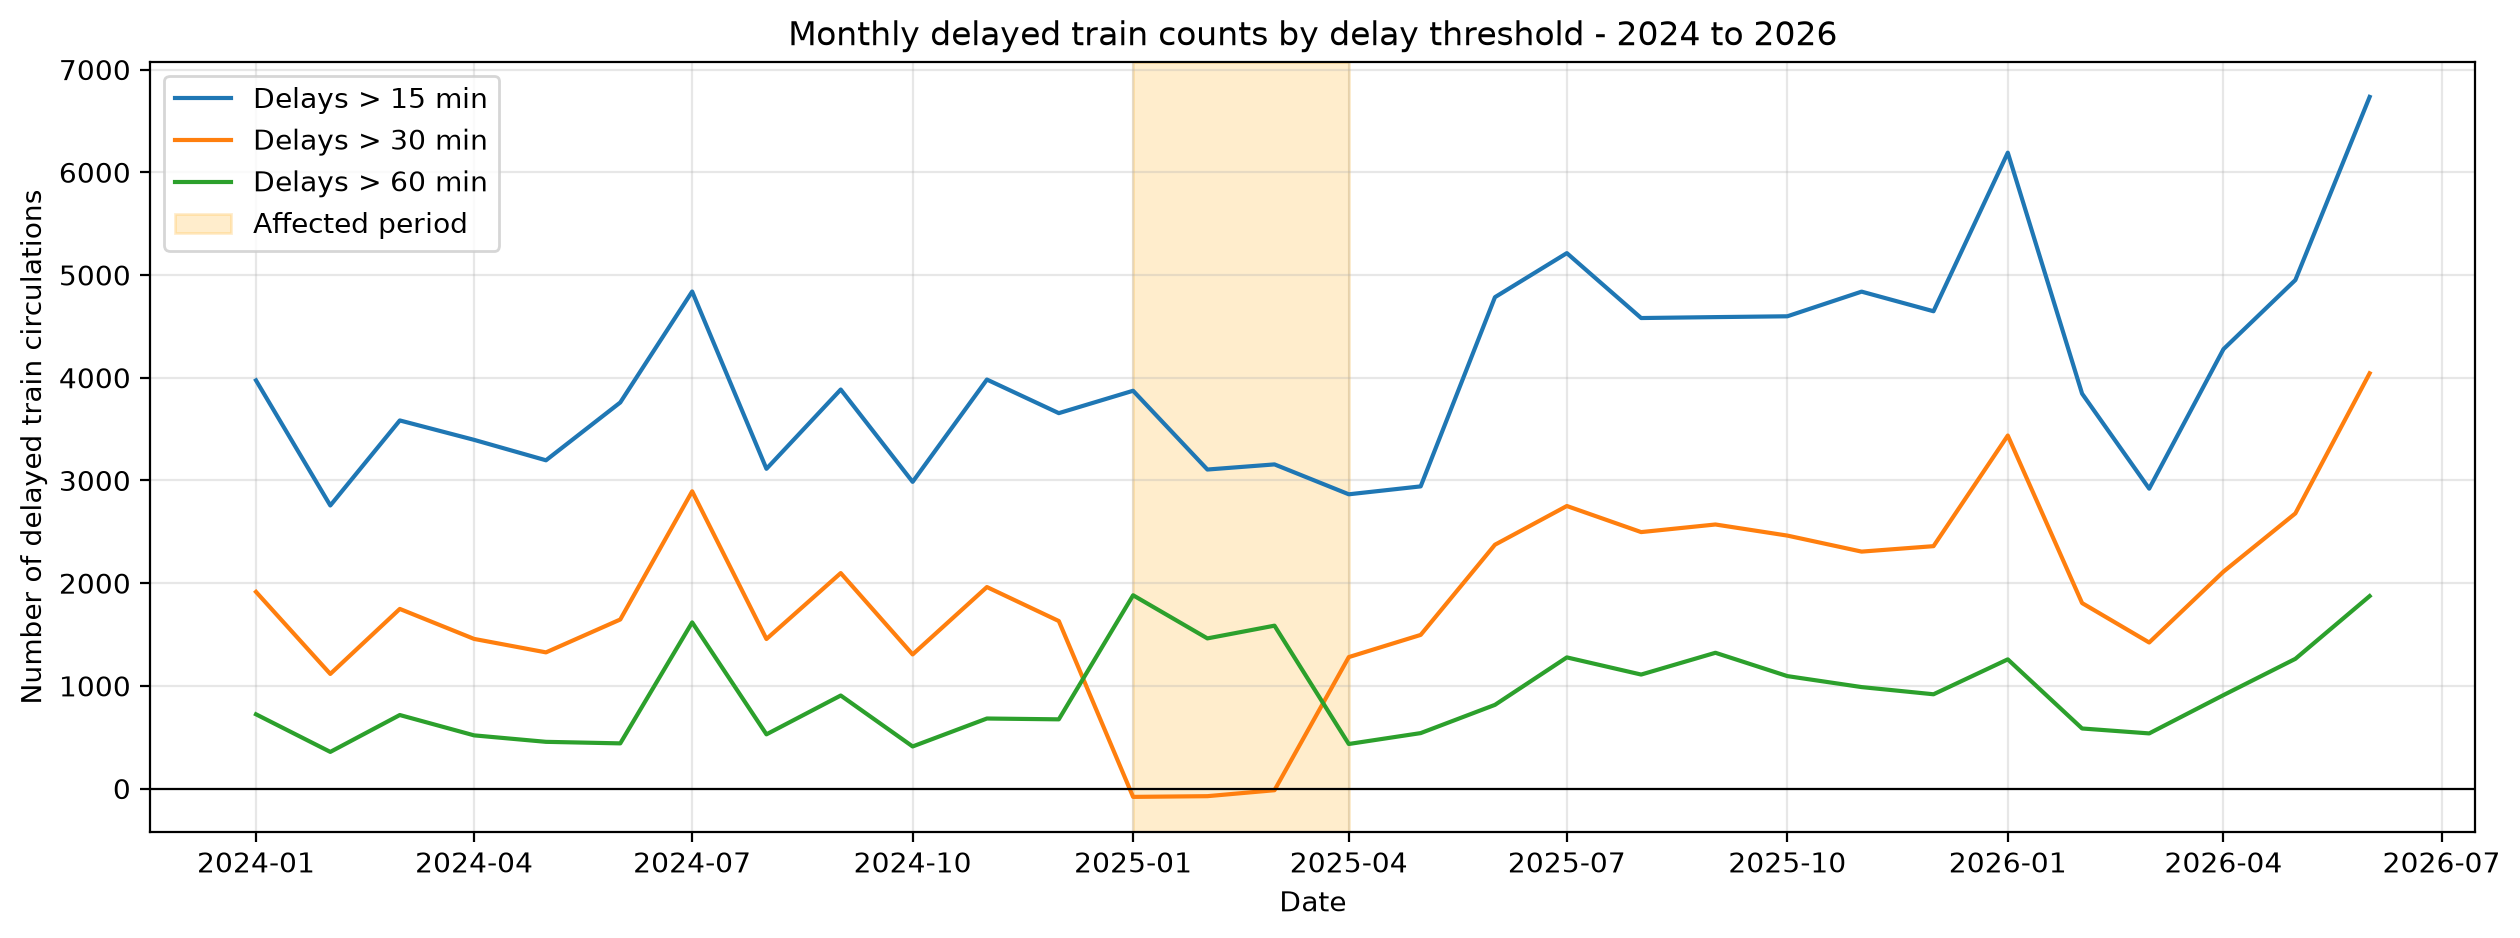 Monthly delayed train counts by delay threshold - 2024 to 2026
7000
6000
5000
4000
3000
2000
1000
0
Number of delayed train circulations
Delays > 15 min
Delays > 30 min
Delays > 60 min
Affected period
2024-01 2024-04 2024-07 2024-10 2025-01 2025-04 2025-07 2025-10 2026-01 2026-04 2026-07
Date